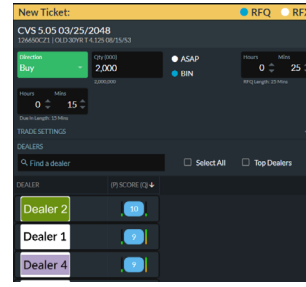 New Ticket:
RFQ
CVS 5.05 03/25/2048
126650CZ1 | OLD 30YR T 4.125 08/15/53
Direction
Buy
Qty (000)
2,000
2,000,000
ASAP
BIN
Hours Mins
0 25
RFQ Length: 25 Mins
Hours Mins
0 15
Due In Length: 15 Mins
TRADE SETTINGS
DEALERS
Find a dealer
Select All
Top Dealers
DEALER
(P) SCORE (Q)
Dealer 2
10
Dealer 1
9
Dealer 4
9